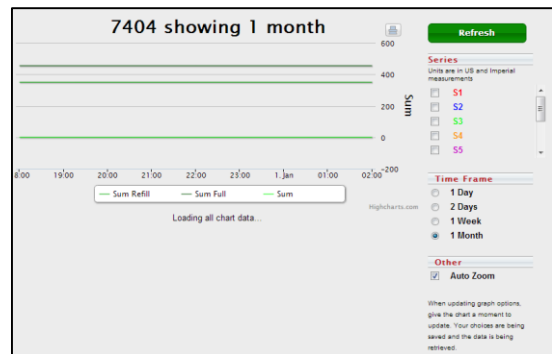 7404 showing 1 month
600
400
200
0
-200
Sum
8:00 19:00 20:00 21:00 22:00 23:00 1. Jan 01:00 02:00
Sum Refill Sum Full Sum
Highcharts.com
Loading all chart data...
Refresh
Series
Units are in US and Imperial
measurements
S1
S2
S3
S4
S5
Time Frame
1 Day
2 Days
1 Week
1 Month
Other
Auto Zoom
When updating graph options,
give the chart a moment to
update. Your choices are being
saved and the data is being
retrieved.